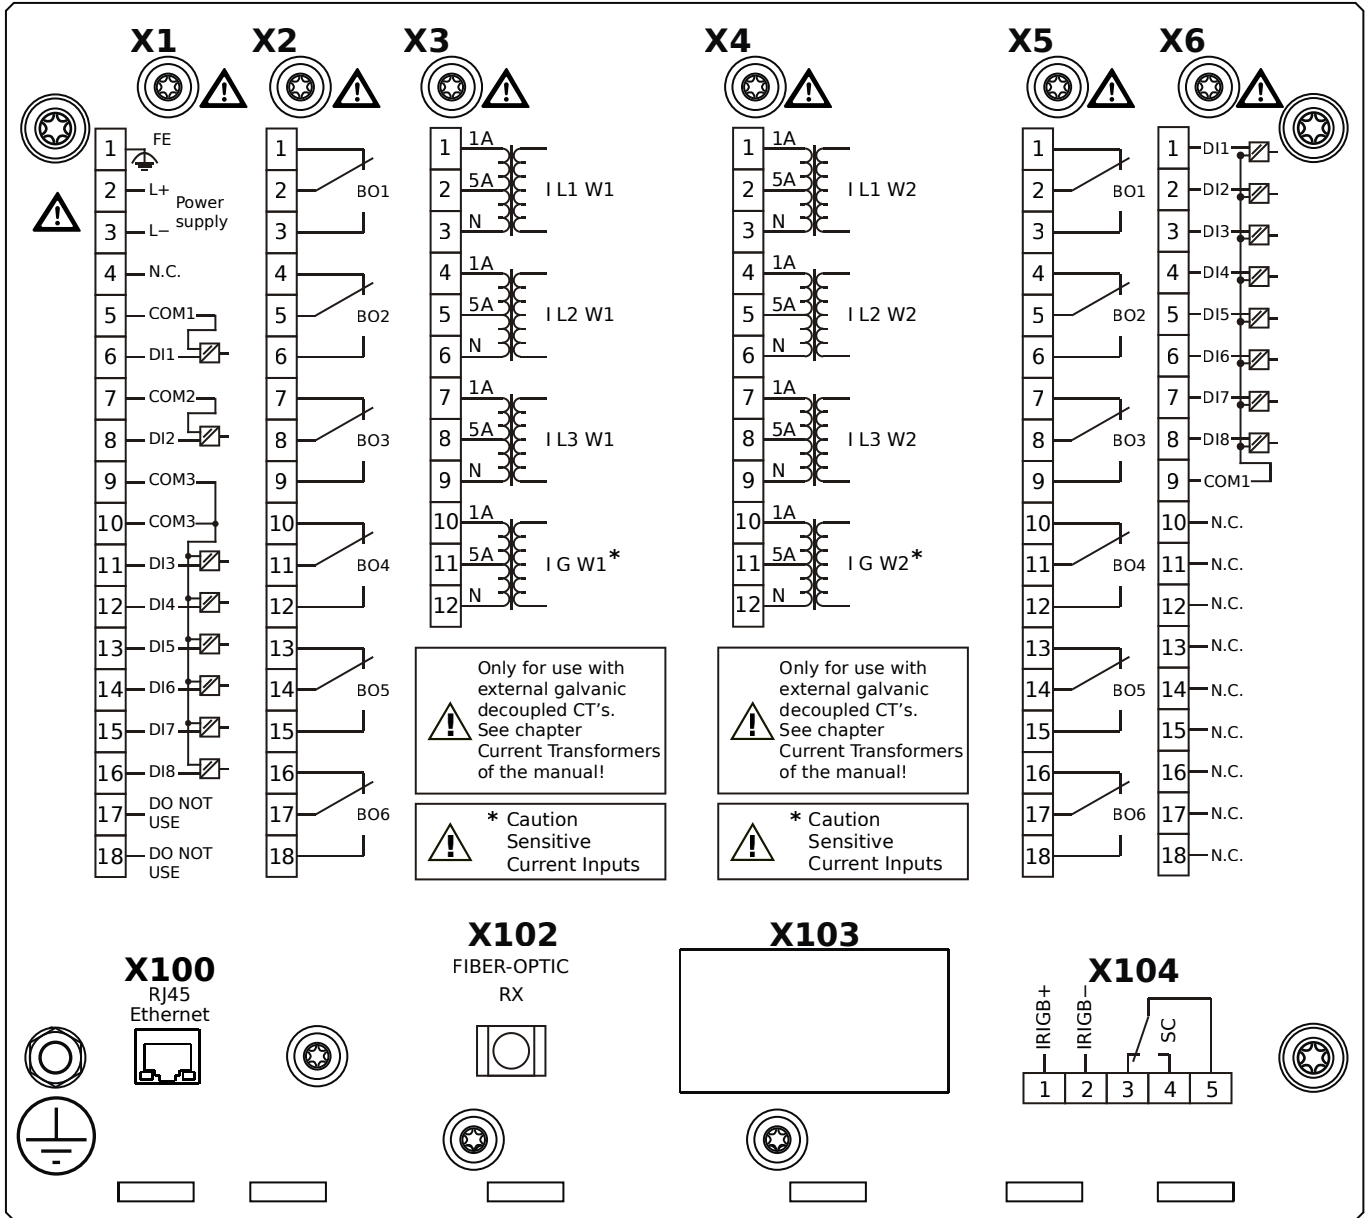 X1
X2
X3
X4
X5
X6
1 FE
2 L+ Power
supply
3 L−
4 N.C.
5 COM1
6 DI1
7 COM2
8 DI2
9 COM3
10 COM3
11 DI3
12 DI4
13 DI5
14 DI6
15 DI7
16 DI8
17 DO NOT
USE
18 DO NOT
USE
1
2 BO1
3
4
5 BO2
6
7
8 BO3
9
10
11 BO4
12
13
14 BO5
15
16
17 BO6
18
1 1A
2 5A I L1 W1
3 N
4 1A
5 5A I L2 W1
6 N
7 1A
8 5A I L3 W1
9 N
10 1A
11 5A I G W1*
12 N
Only for use with
external galvanic
decoupled CT's.
See chapter
Current Transformers
of the manual!
* Caution
Sensitive
Current Inputs
1 1A
2 5A I L1 W2
3 N
4 1A
5 5A I L2 W2
6 N
7 1A
8 5A I L3 W2
9 N
10 1A
11 5A I G W2*
12 N
Only for use with
external galvanic
decoupled CT's.
See chapter
Current Transformers
of the manual!
* Caution
Sensitive
Current Inputs
1
2 BO1
3
4
5 BO2
6
7
8 BO3
9
10
11 BO4
12
13
14 BO5
15
16
17 BO6
18
1 DI1
2 DI2
3 DI3
4 DI4
5 DI5
6 DI6
7 DI7
8 DI8
9 COM1
10 N.C.
11 N.C.
12 N.C.
13 N.C.
14 N.C.
15 N.C.
16 N.C.
17 N.C.
18 N.C.
X100
RJ45
Ethernet
X102
FIBER-OPTIC
RX
X103
X104
IRIGB+
IRIGB−
SC
1 2 3 4 5